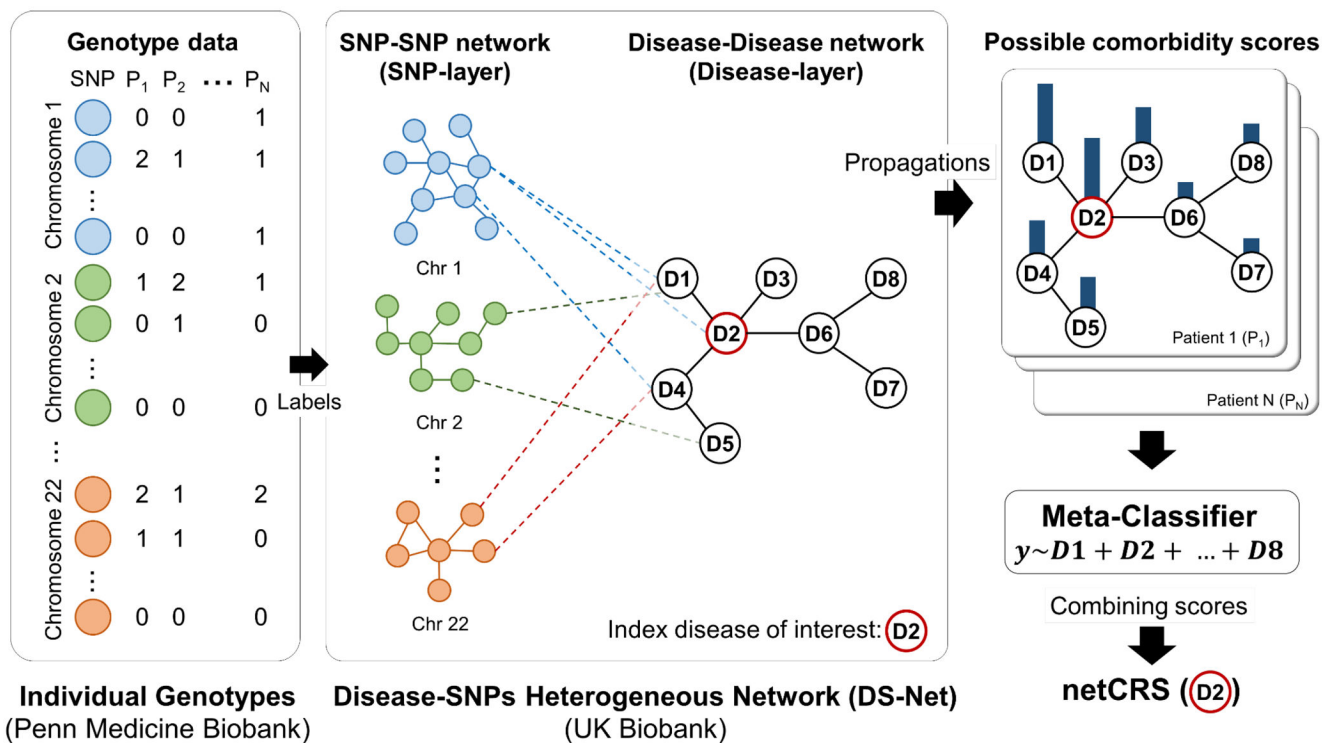 Genotype data
SNP P1 P2 ... PN
Chromosome 1
0 0 1
2 1 1
⋮
0 0 1
Chromosome 2
1 2 1
0 1 0
⋮
0 0 0
...
Chromosome 22
2 1 2
1 1 0
⋮
0 0 0
Individual Genotypes
(Penn Medicine Biobank)
Labels
SNP-SNP network
(SNP-layer)
Chr 1
Chr 2
⋮
Chr 22
Disease-Disease network
(Disease-layer)
D1 D3 D8
D2 D6
D4 D7
D5
Index disease of interest: D2
Disease-SNPs Heterogeneous Network (DS-Net)
(UK Biobank)
Propagations
Possible comorbidity scores
D1 D3 D8
D2 D6
D4 D7
D5
Patient 1 (P1)
Patient N (PN)
Meta-Classifier
y~D1 + D2 + ... + D8
Combining scores
netCRS (D2)